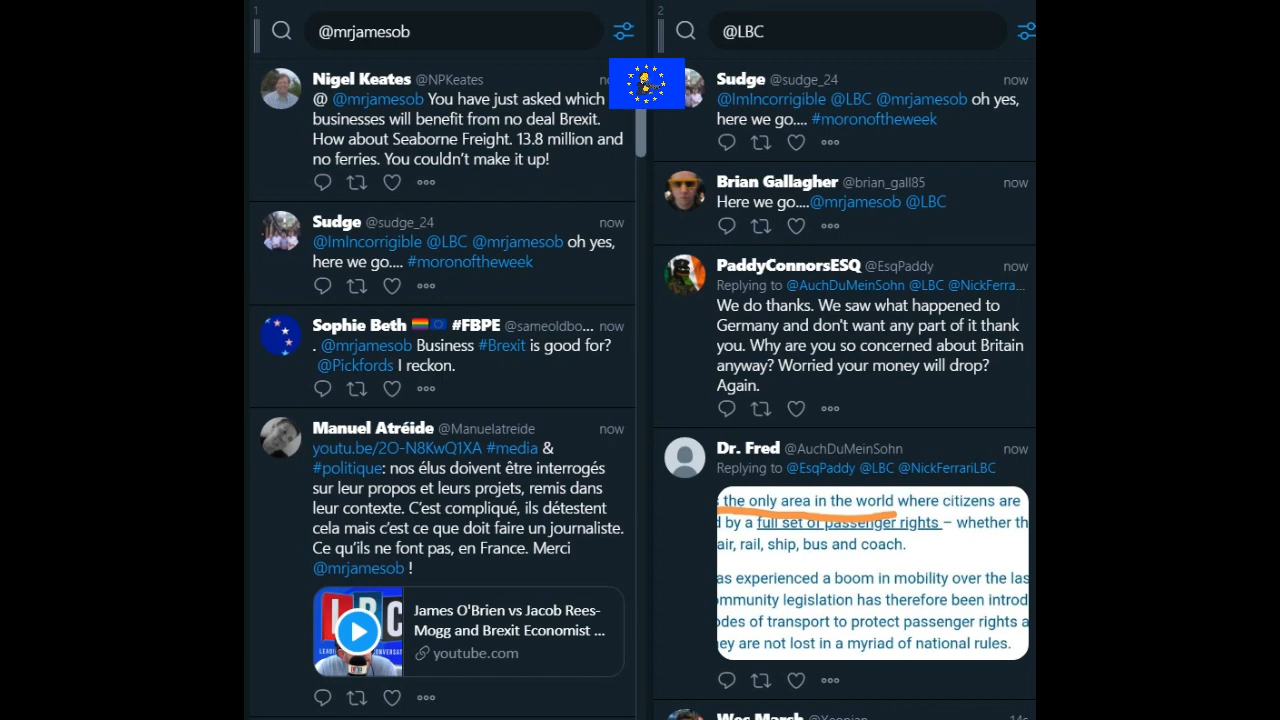 1
@mrjamesob
Nigel Keates @NPKeates
@ @mrjamesob You have just asked which
businesses will benefit from no deal Brexit.
How about Seaborne Freight. 13.8 million and
no ferries. You couldn't make it up!
Sudge @sudge_24 now
@ImIncorrigible @LBC @mrjamesob oh yes,
here we go.... #moronoftheweek
Sophie Beth #FBPE @sameoldbo... now
. @mrjamesob Business #Brexit is good for?
@Pickfords I reckon.
Manuel Atréide @Manuelatreide now
youtu.be/2O-N8KwQ1XA #media &
#politique: nos élus doivent être interrogés
sur leur propos et leurs projets, remis dans
leur contexte. C'est compliqué, ils détestent
cela mais c'est ce que doit faire un journaliste.
Ce qu'ils ne font pas, en France. Merci
@mrjamesob !
LBC
James O'Brien vs Jacob Rees-
Mogg and Brexit Economist ...
youtube.com
2
@LBC
Sudge @sudge_24 now
@ImIncorrigible @LBC @mrjamesob oh yes,
here we go.... #moronoftheweek
Brian Gallagher @brian_gall85 now
Here we go....@mrjamesob @LBC
PaddyConnorsESQ @EsqPaddy now
Replying to @AuchDuMeinSohn @LBC @NickFerra...
We do thanks. We saw what happened to
Germany and don't want any part of it thank
you. Why are you so concerned about Britain
anyway? Worried your money will drop?
Again.
Dr. Fred @AuchDuMeinSohn now
Replying to @EsqPaddy @LBC @NickFerrariLBC
the only area in the world where citizens are
d by a full set of passenger rights – whether th
air, rail, ship, bus and coach.
as experienced a boom in mobility over the las
ommunity legislation has therefore been introd
odes of transport to protect passenger rights a
ey are not lost in a myriad of national rules.